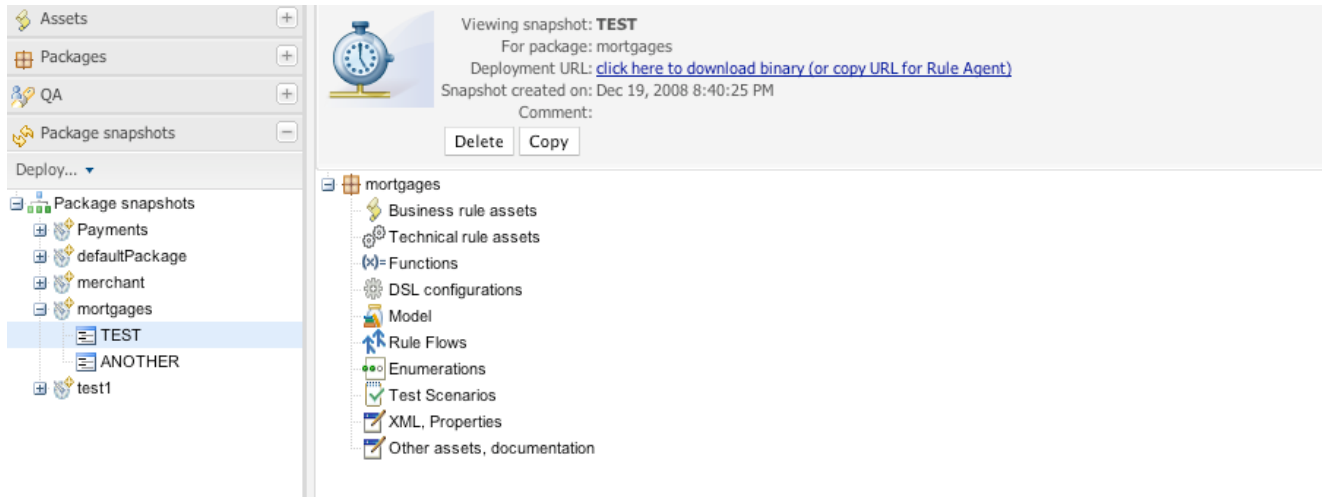 Assets
Packages
QA
Package snapshots
Deploy...
Package snapshots
Payments
defaultPackage
merchant
mortgages
TEST
ANOTHER
test1
Viewing snapshot: TEST
For package: mortgages
Deployment URL: click here to download binary (or copy URL for Rule Agent)
Snapshot created on: Dec 19, 2008 8:40:25 PM
Comment:
Delete Copy
mortgages
Business rule assets
Technical rule assets
(x)= Functions
DSL configurations
Model
Rule Flows
Enumerations
Test Scenarios
XML, Properties
Other assets, documentation